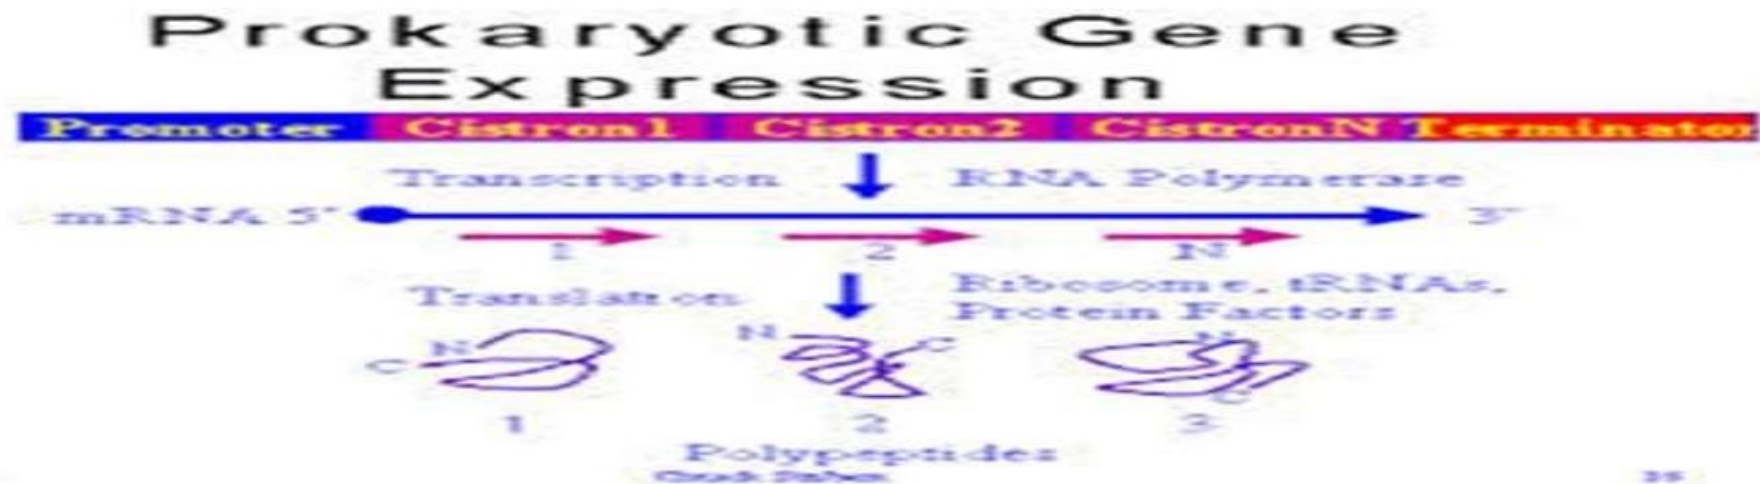 Prokaryotic Gene
Expression
Promoter Cistron1 Cistron2 CistronN Terminator
Transcription RNA Polymerase
mRNA 5' 3'
1 2 N
Translation Ribosome, tRNAs,
Protein Factors
N C N C N C
1 2 3
Polypeptides